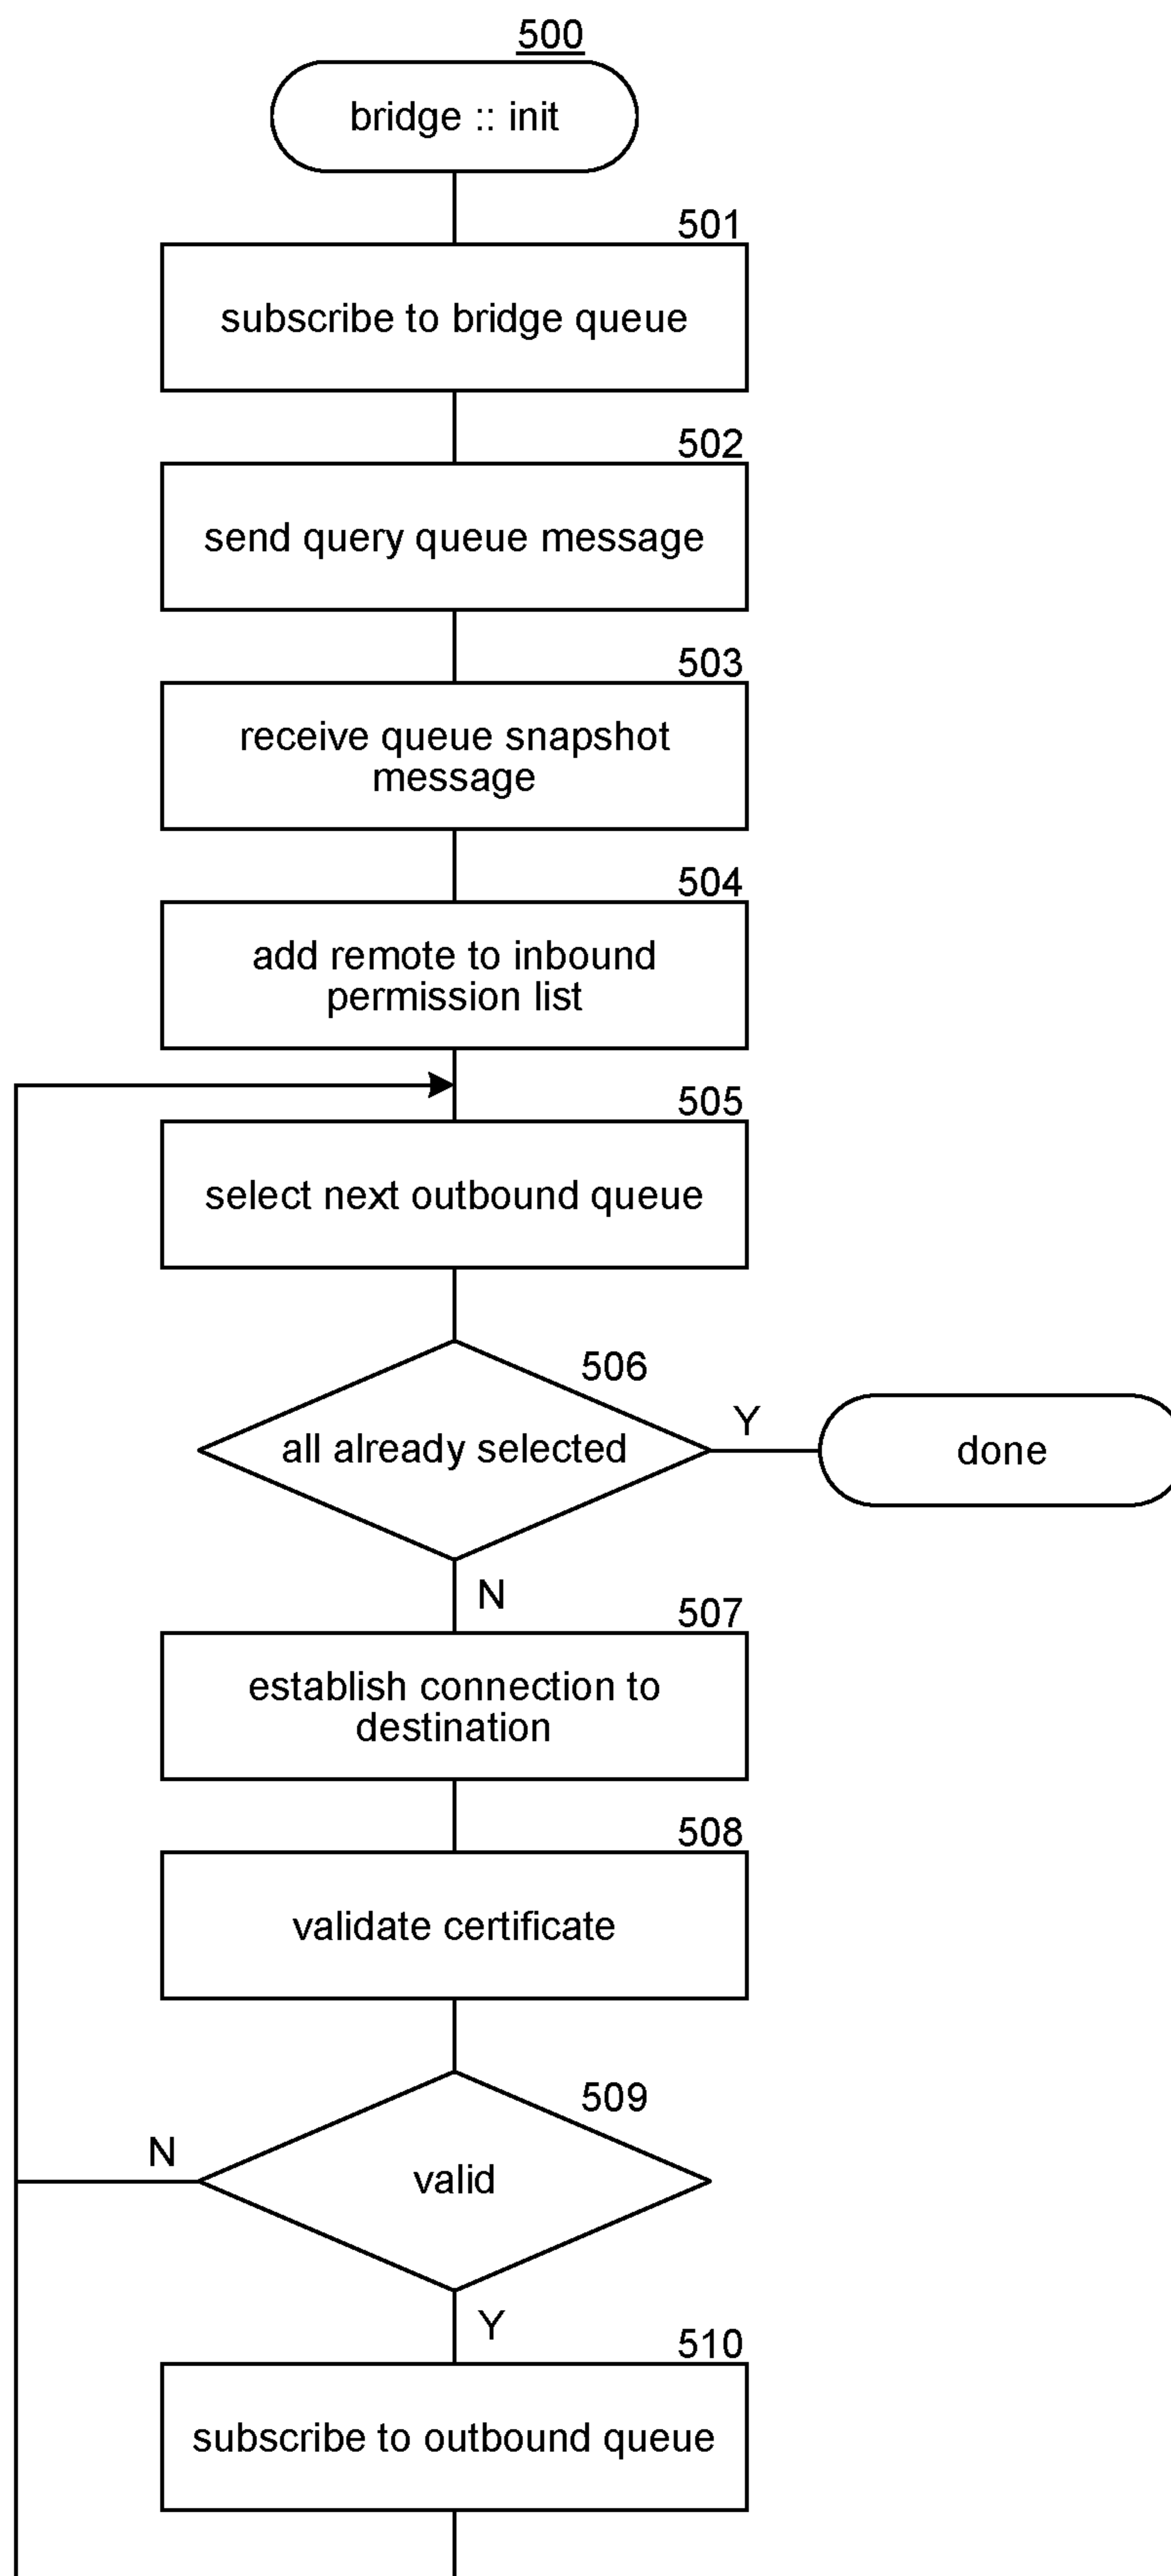 500
bridge :: init
501
subscribe to bridge queue
502
send query queue message
503
receive queue snapshot
message
504
add remote to inbound
permission list
505
select next outbound queue
506
all already selected
Y
done
N
507
establish connection to
destination
508
validate certificate
509
N
valid
Y
510
subscribe to outbound queue